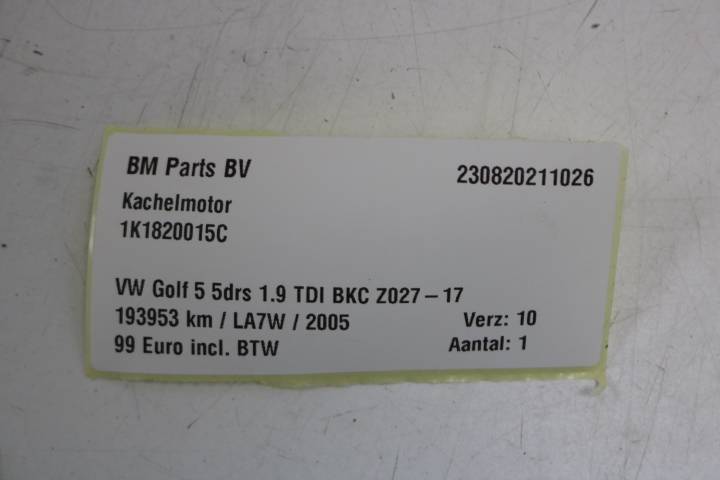 BM Parts BV 230820211026
Kachelmotor
1K1820015C
VW Golf 5 5drs 1.9 TDI BKC Z027-17
193953 km / LA7W / 2005 Verz: 10
99 Euro incl. BTW Aantal: 1